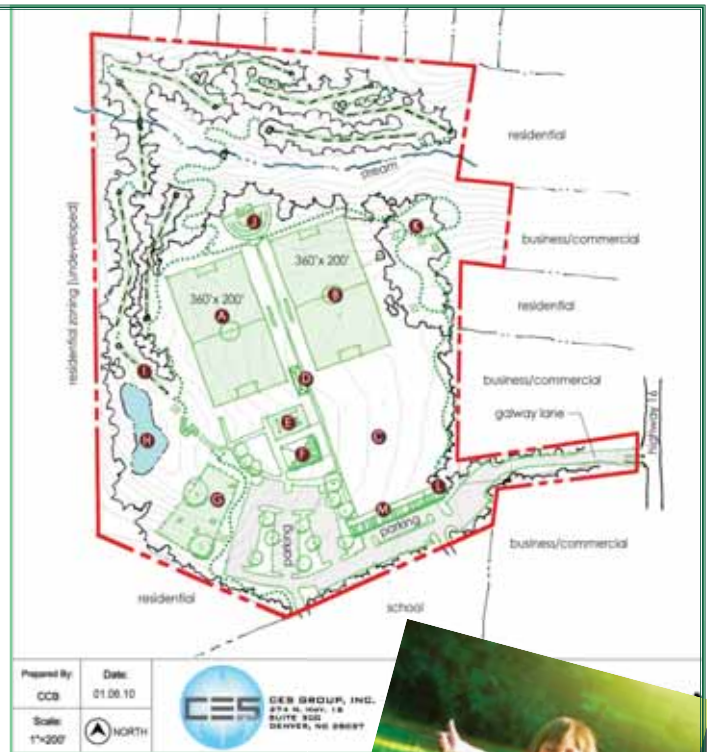 residential
stream
J
K
business/commercial
residential zoning [undeveloped]
360'x 200'
360'x 200'
B
A
residential
I
D
business/commercial
galway lane
highway 16
E
C
H
F
L
G
M
parking
parking
business/commercial
residential
school
Prepared By:
CCB
Date:
01.06.10
Scale:
1"=200'
NORTH
CES
CES GROUP, INC.
274 N. HWY. 16
SUITE 300
DENVER, NC 28037